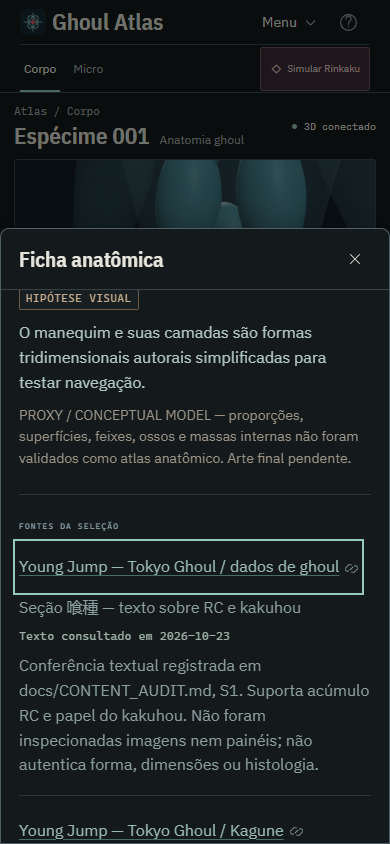 Ghoul Atlas
Menu
Corpo
Micro
Simular Rinkaku
Atlas / Corpo
Espécime 001
Anatomia ghoul
3D conectado
Ficha anatômica
HIPÓTESE VISUAL
O manequim e suas camadas são formas
tridimensionais autorais simplificadas para
testar navegação.
PROXY / CONCEPTUAL MODEL — proporções,
superfícies, feixes, ossos e massas internas não foram
validados como atlas anatômico. Arte final pendente.
FONTES DA SELEÇÃO
Young Jump — Tokyo Ghoul / dados de ghoul
Seção 喰種 — texto sobre RC e kakuhou
Texto consultado em 2026-10-23
Conferência textual registrada em
docs/CONTENT_AUDIT.md, S1. Suporta acúmulo
RC e papel do kakuhou. Não foram
inspecionadas imagens nem painéis; não
autentica forma, dimensões ou histologia.
Young Jump — Tokyo Ghoul / Kagune